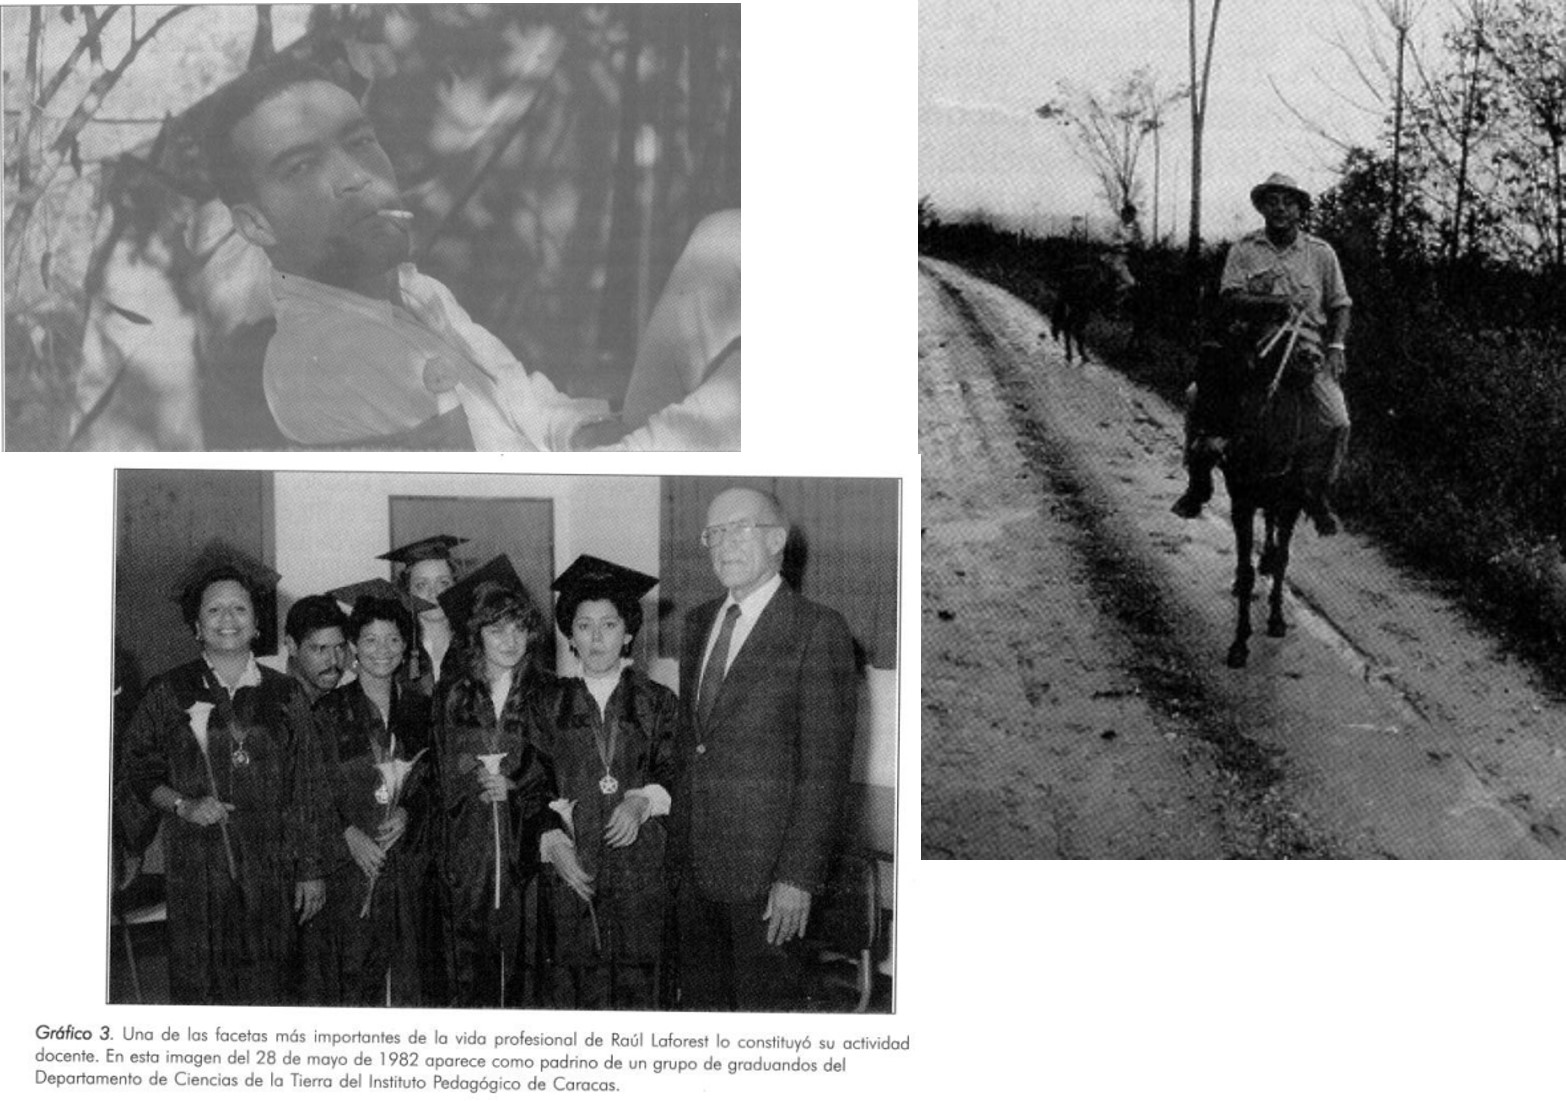 Gráfico 3. Una de las facetas más importantes de la vida profesional de Raúl Laforest lo constituyó su actividad
docente. En esta imagen del 28 de mayo de 1982 aparece como padrino de un grupo de graduandos del
Departamento de Ciencias de la Tierra del Instituto Pedagógico de Caracas.